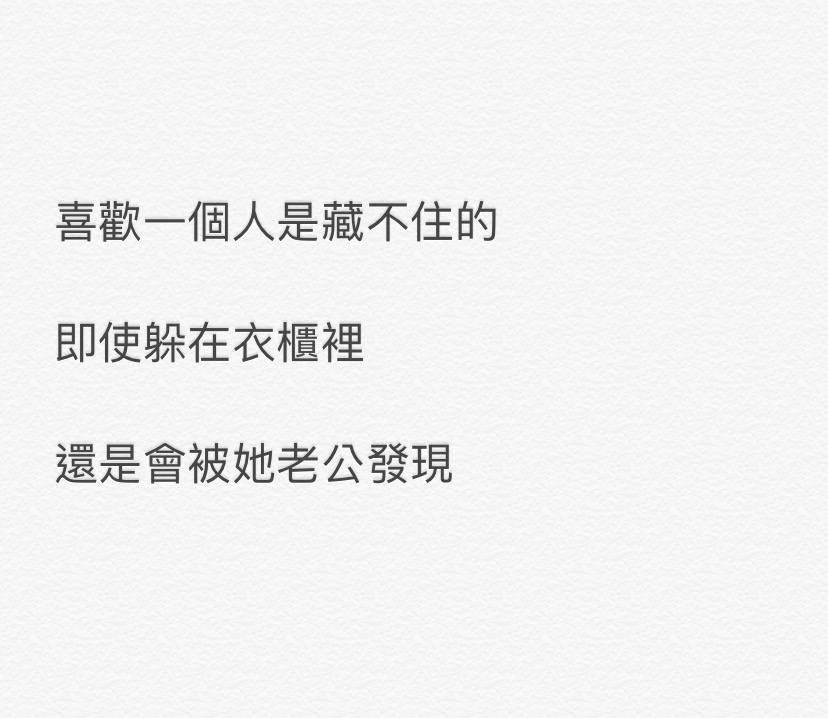 喜歡一個人是藏不住的
即使躲在衣櫃裡
還是會被她老公發現